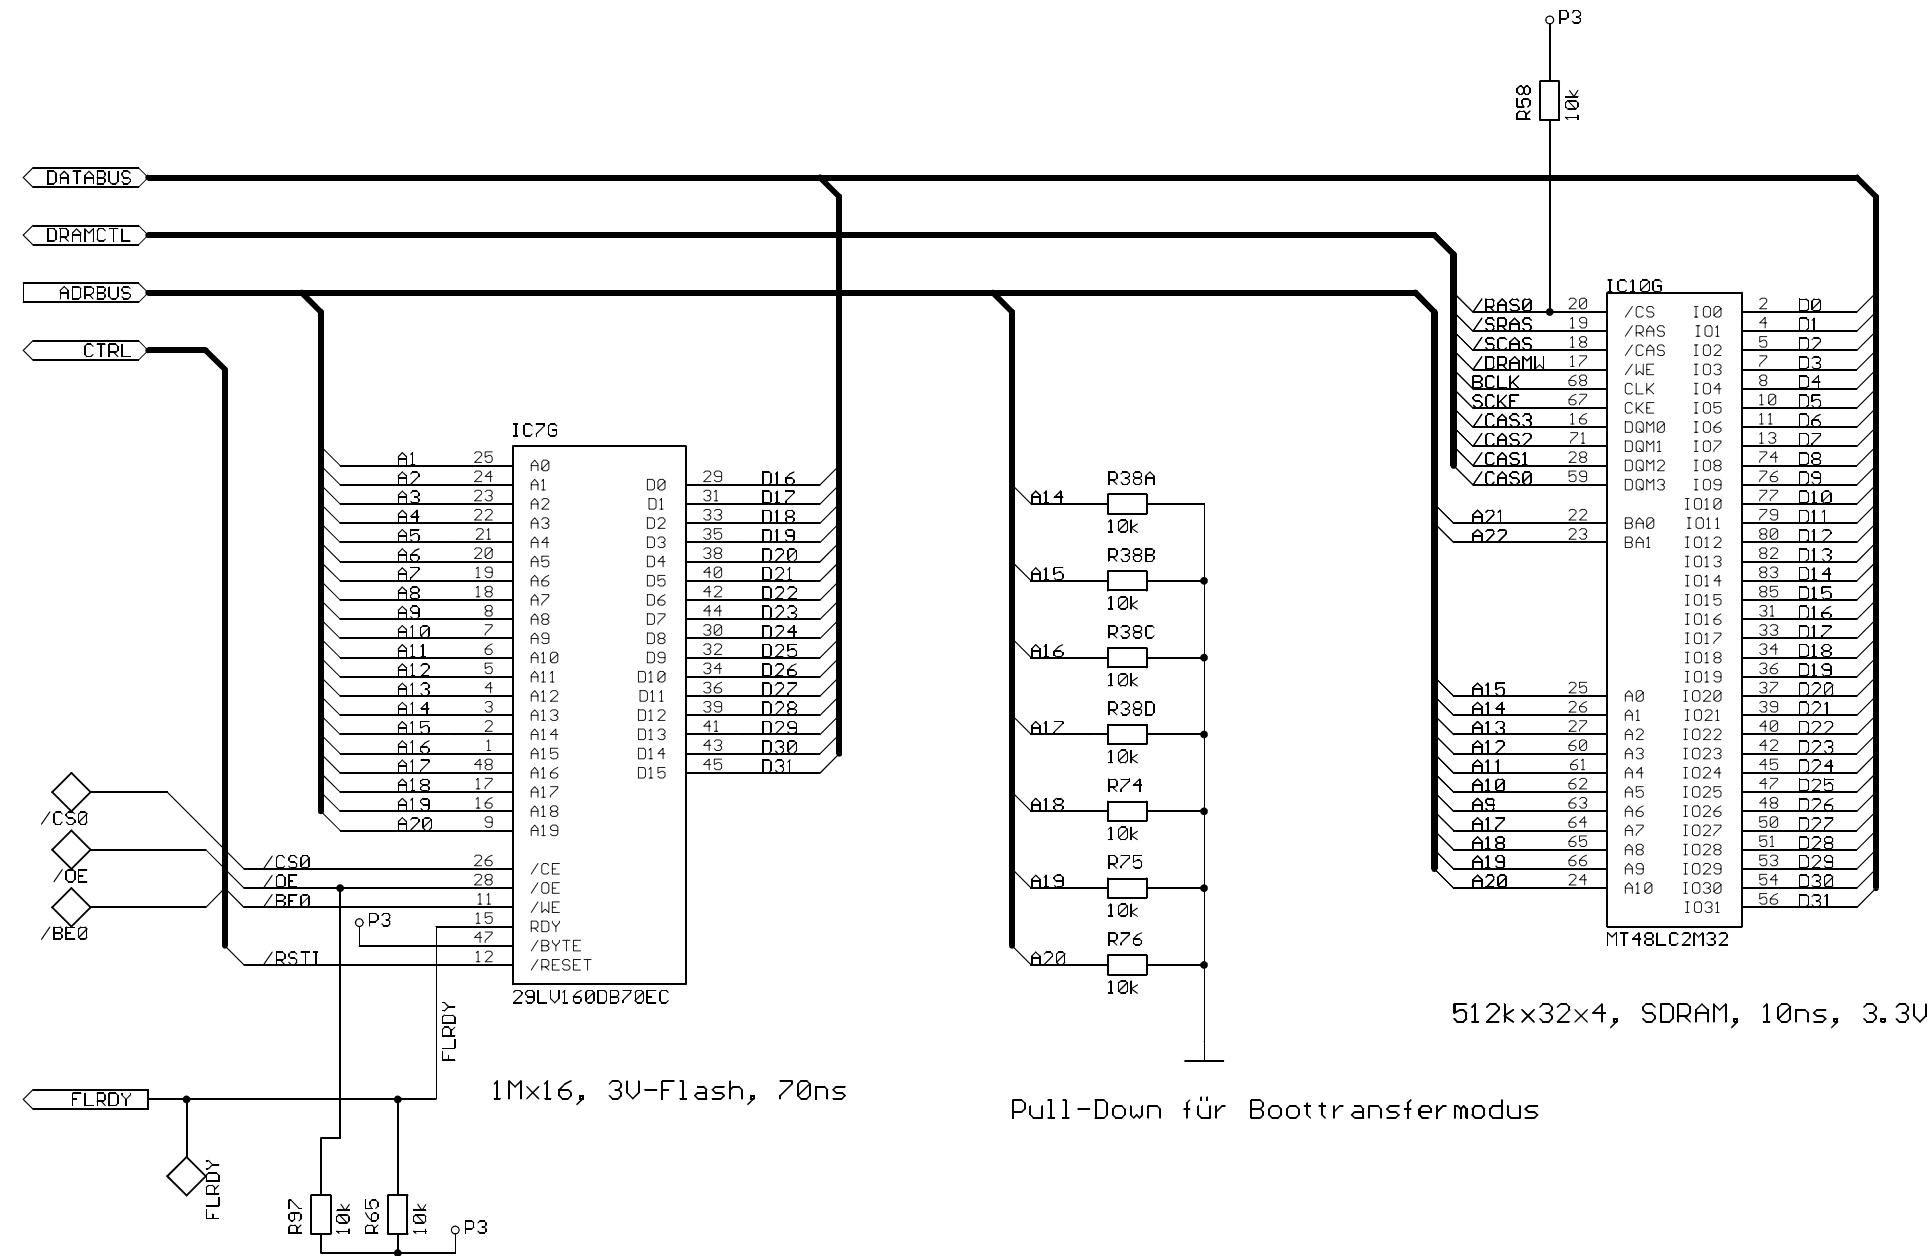 P3
R58
10k
DATABUS
DRAMCTL
ADRBUS
CTRL
IC7G
A1 25 A0
A2 24 A1
A3 23 A2
A4 22 A3
A5 21 A4
A6 20 A5
A7 19 A6
A8 18 A7
A9 8 A8
A10 7 A9
A11 6 A10
A12 5 A11
A13 4 A12
A14 3 A13
A15 2 A14
A16 1 A15
A17 48 A16
A18 17 A17
A19 16 A18
A20 9 A19
/CS0 26 /CE
/OE 28 /OE
/BE0 11 /WE
15 RDY
P3
47 /BYTE
/RSTI 12 /RESET
D0 29 D16
D1 31 D17
D2 33 D18
D3 35 D19
D4 38 D20
D5 40 D21
D6 42 D22
D7 44 D23
D8 30 D24
D9 32 D25
D10 34 D26
D11 36 D27
D12 39 D28
D13 41 D29
D14 43 D30
D15 45 D31
29LV160DB70EC
/CS0
/OE
/BE0
FLRDY
FLRDY
FLRDY
1Mx16, 3V-Flash, 70ns
R97
10k
R65
10k
P3
A14 R38A
10k
A15 R38B
10k
A16 R38C
10k
A17 R38D
10k
A18 R74
10k
A19 R75
10k
A20 R76
10k
Pull-Down für Boottransfermodus
IC10G
/RAS0 20 /CS
/SRAS 19 /RAS
/SCAS 18 /CAS
/DRAMW 17 /WE
BCLK 68 CLK
SCKE 67 CKE
/CAS3 16 DQM0
/CAS2 71 DQM1
/CAS1 28 DQM2
/CAS0 59 DQM3
A21 22 BA0
A22 23 BA1
A15 25 A0
A14 26 A1
A13 27 A2
A12 60 A3
A11 61 A4
A10 62 A5
A9 63 A6
A17 64 A7
A18 65 A8
A19 66 A9
A20 24 A10
IO0 2 D0
IO1 4 D1
IO2 5 D2
IO3 7 D3
IO4 8 D4
IO5 10 D5
IO6 11 D6
IO7 13 D7
IO8 74 D8
IO9 76 D9
IO10 77 D10
IO11 79 D11
IO12 80 D12
IO13 82 D13
IO14 83 D14
IO15 85 D15
IO16 31 D16
IO17 33 D17
IO18 34 D18
IO19 36 D19
IO20 37 D20
IO21 39 D21
IO22 40 D22
IO23 42 D23
IO24 45 D24
IO25 47 D25
IO26 48 D26
IO27 50 D27
IO28 51 D28
IO29 53 D29
IO30 54 D30
IO31 56 D31
MT48LC2M32
512kx32x4, SDRAM, 10ns, 3.3V